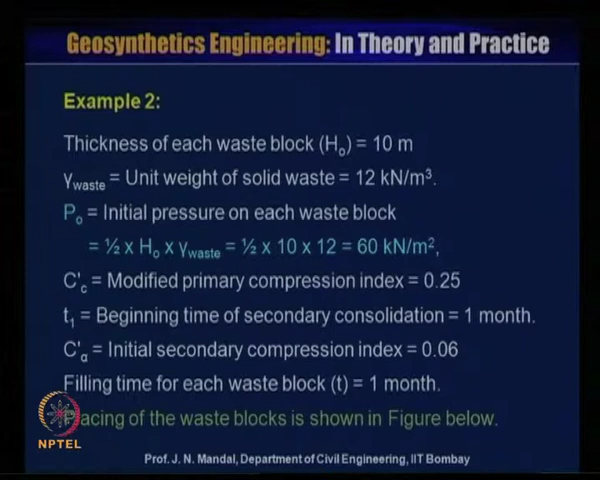 Geosynthetics Engineering: In Theory and Practice
Example 2:
Thickness of each waste block (H₀) = 10 m
γwaste = Unit weight of solid waste = 12 kN/m³.
P₀ = Initial pressure on each waste block
= ½ x H₀ x γwaste = ½ x 10 x 12 = 60 kN/m²,
C'c = Modified primary compression index = 0.25
t₁ = Beginning time of secondary consolidation = 1 month.
C'α = Initial secondary compression index = 0.06
Filling time for each waste block (t) = 1 month.
Placing of the waste blocks is shown in Figure below.
NPTEL
Prof. J. N. Mandal, Department of Civil Engineering, IIT Bombay